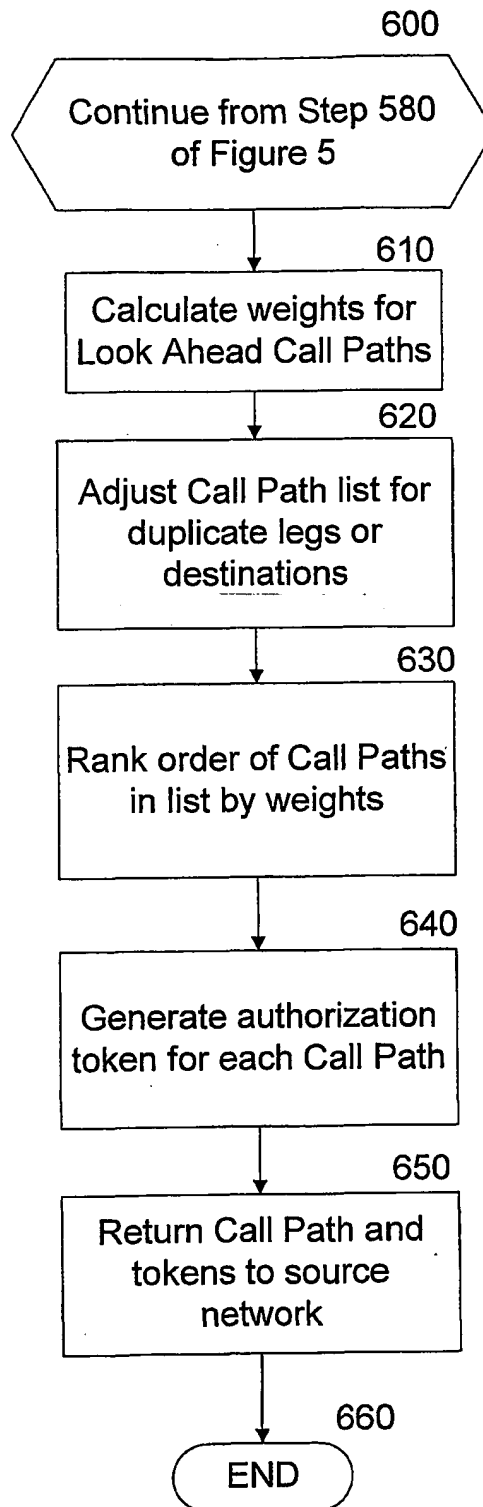 600
Continue from Step 580
of Figure 5
610
Calculate weights for
Look Ahead Call Paths
620
Adjust Call Path list for
duplicate legs or
destinations
630
Rank order of Call Paths
in list by weights
640
Generate authorization
token for each Call Path
650
Return Call Path and
tokens to source
network
660
END